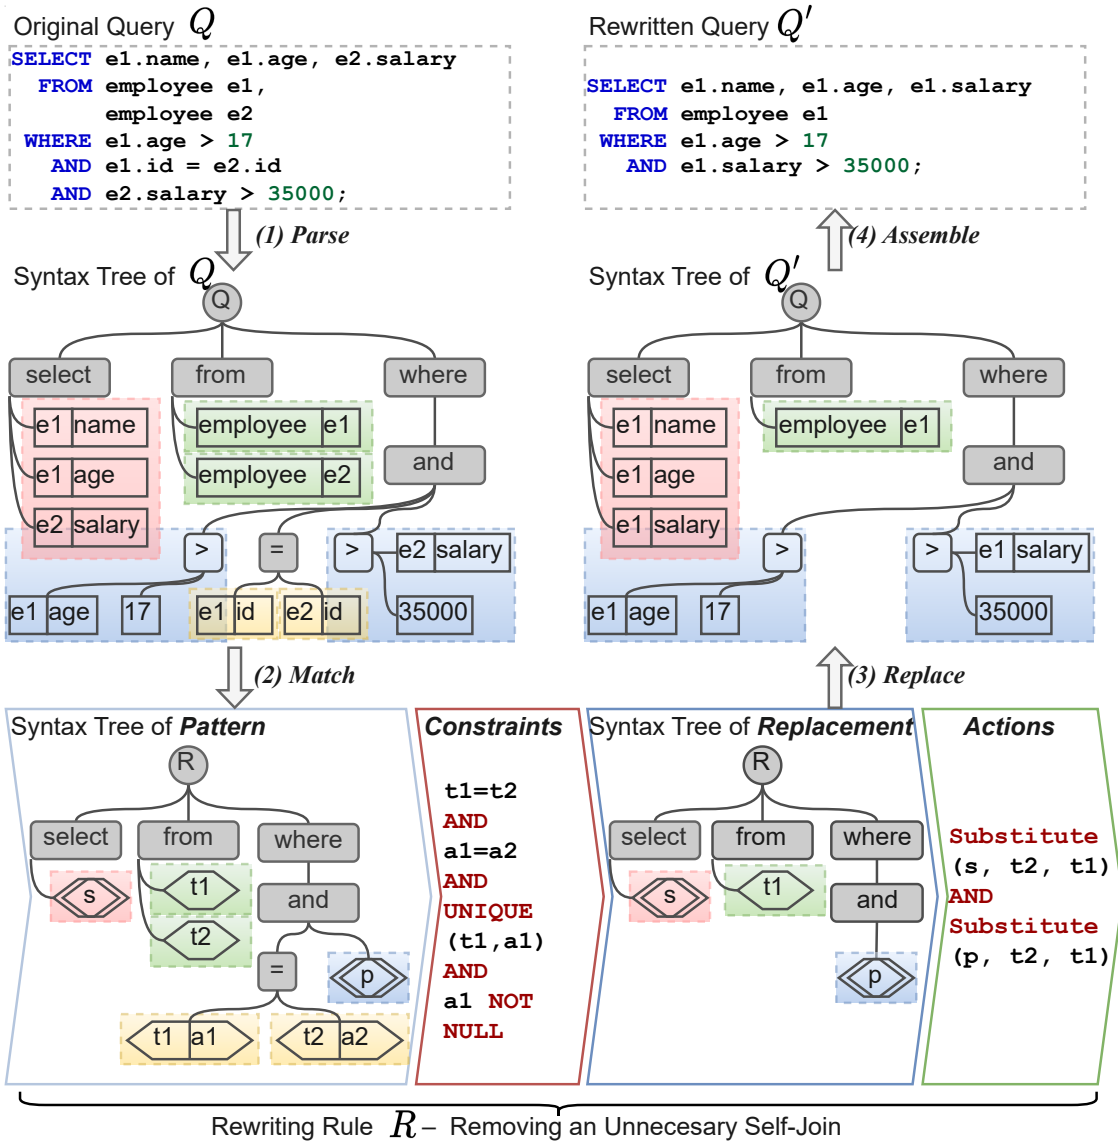 Original Query Q
SELECT e1.name, e1.age, e2.salary
FROM employee e1,
employee e2
WHERE e1.age > 17
AND e1.id = e2.id
AND e2.salary > 35000;
Rewritten Query Q′
SELECT e1.name, e1.age, e1.salary
FROM employee e1
WHERE e1.age > 17
AND e1.salary > 35000;
(1) Parse
(4) Assemble
Syntax Tree of Q
Q
select
from
where
e1 name
employee e1
e1 age
employee e2
and
e2 salary
>
=
>
e2 salary
e1 age
17
e1 id
e2 id
35000
Syntax Tree of Q′
Q
select
from
where
e1 name
employee e1
e1 age
and
e1 salary
>
>
e1 salary
e1 age
17
35000
(2) Match
(3) Replace
Syntax Tree of Pattern
R
select
from
where
s
t1
and
t2
=
p
t1 a1
t2 a2
Constraints
t1=t2
AND
a1=a2
AND
UNIQUE
(t1,a1)
AND
a1 NOT
NULL
Syntax Tree of Replacement
R
select
from
where
s
t1
and
p
Actions
Substitute
(s, t2, t1)
AND
Substitute
(p, t2, t1)
Rewriting Rule R – Removing an Unnecesary Self-Join